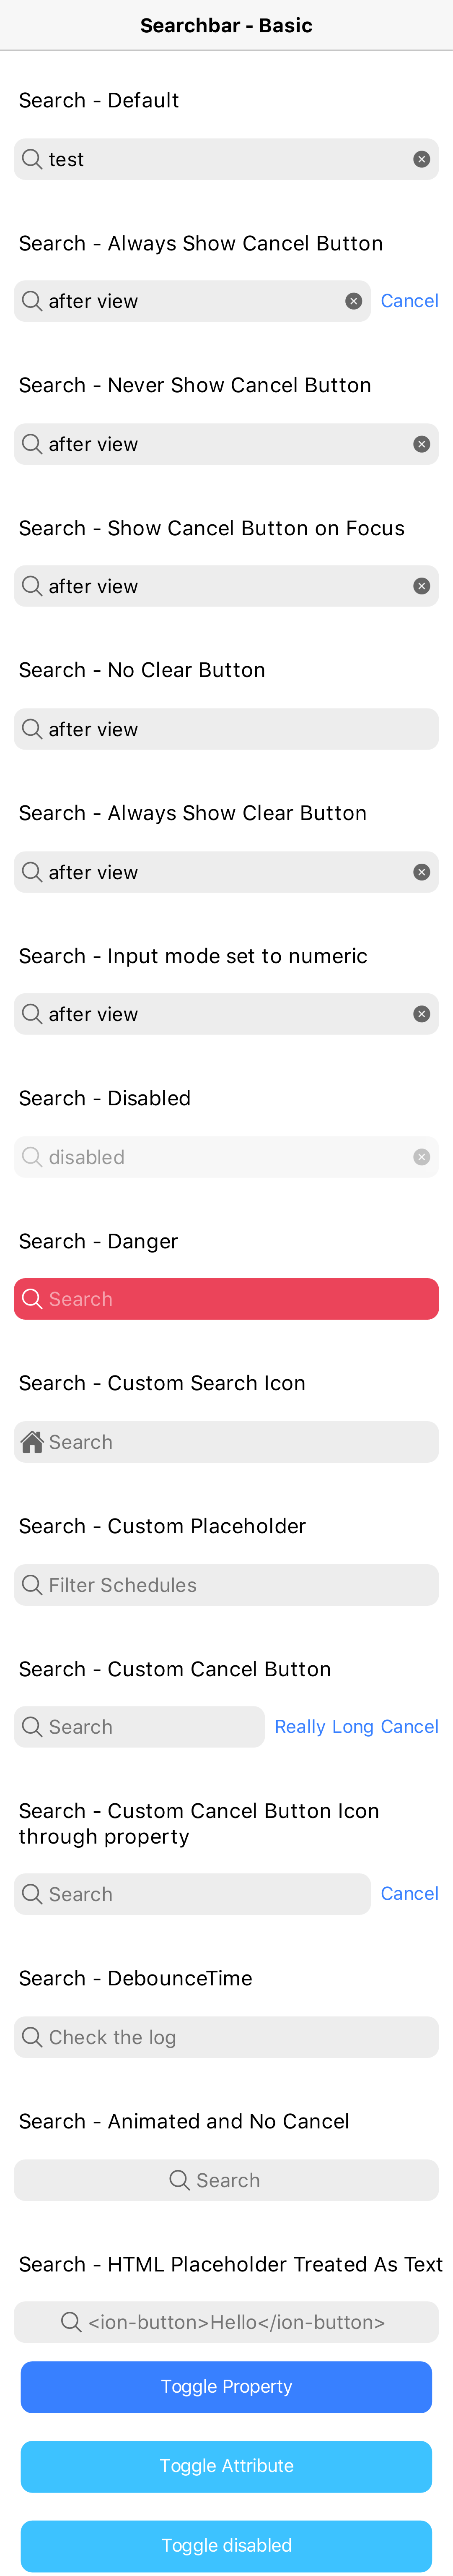 Searchbar - Basic
Search - Default
test
Search - Always Show Cancel Button
after view
Cancel
Search - Never Show Cancel Button
after view
Search - Show Cancel Button on Focus
after view
Search - No Clear Button
after view
Search - Always Show Clear Button
after view
Search - Input mode set to numeric
after view
Search - Disabled
disabled
Search - Danger
Search
Search - Custom Search Icon
Search
Search - Custom Placeholder
Filter Schedules
Search - Custom Cancel Button
Search
Really Long Cancel
Search - Custom Cancel Button Icon
through property
Search
Cancel
Search - DebounceTime
Check the log
Search - Animated and No Cancel
Search
Search - HTML Placeholder Treated As Text
<ion-button>Hello</ion-button>
Toggle Property
Toggle Attribute
Toggle disabled